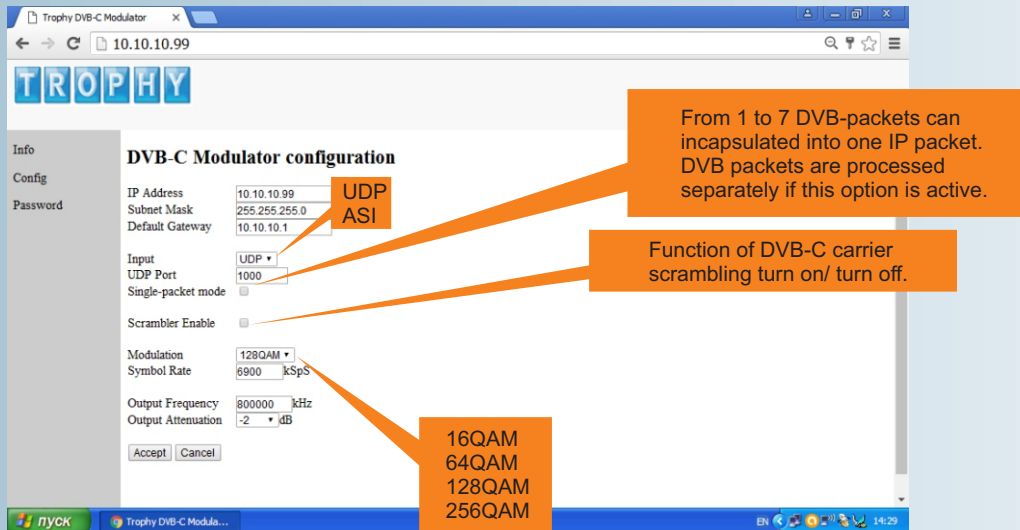 Trophy DVB-C Modulator
10.10.10.99
TROPHY
Info
Config
Password
DVB-C Modulator configuration
IP Address 10.10.10.99
Subnet Mask 255.255.255.0
Default Gateway 10.10.10.1
Input UDP
UDP Port 1000
Single-packet mode
Scrambler Enable
Modulation 128QAM
Symbol Rate 6900 kSpS
Output Frequency 800000 kHz
Output Attenuation -2 dB
Accept Cancel
UDP
ASI
From 1 to 7 DVB-packets can
incapsulated into one IP packet.
DVB packets are processed
separately if this option is active.
Function of DVB-C carrier
scrambling turn on/ turn off.
16QAM
64QAM
128QAM
256QAM
пуск
Trophy DVB-C Modula...
EN
14:29